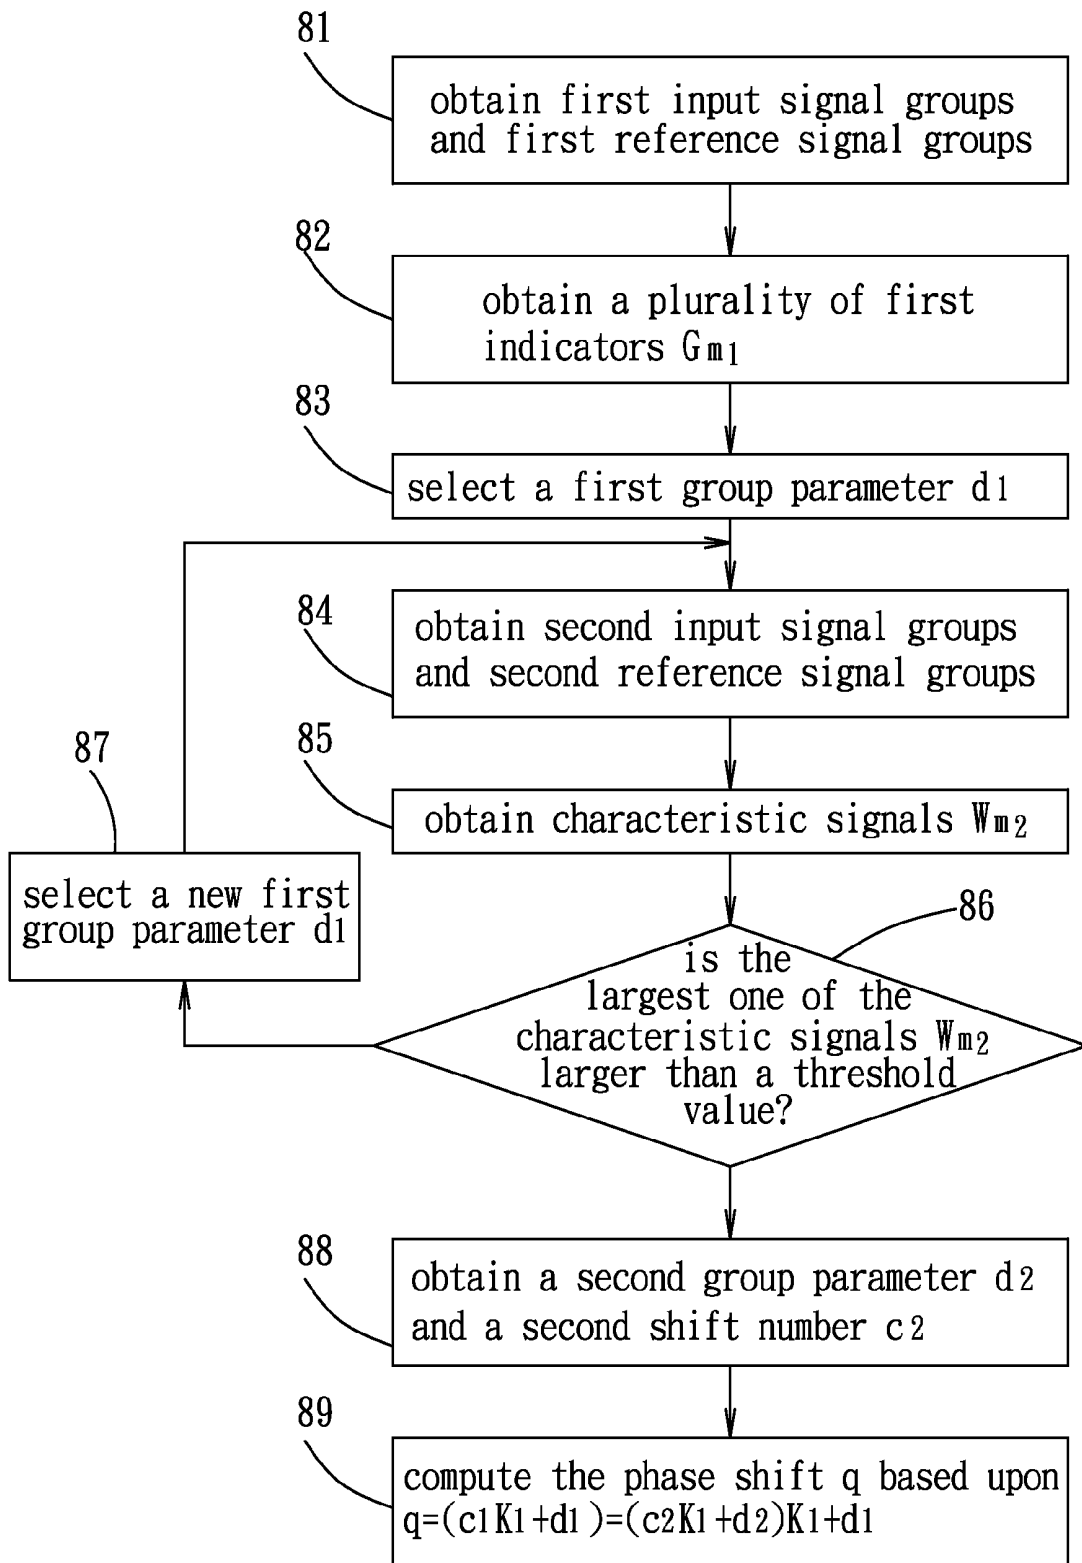 81
obtain first input signal groups
and first reference signal groups
82
obtain a plurality of first
indicators Gm1
83
select a first group parameter d1
84
obtain second input signal groups
and second reference signal groups
85
obtain characteristic signals Wm2
87
select a new first
group parameter d1
86
is the
largest one of the
characteristic signals Wm2
larger than a threshold
value?
88
obtain a second group parameter d2
and a second shift number c2
89
compute the phase shift q based upon
q=(c1K1+d1)=(c2K1+d2)K1+d1